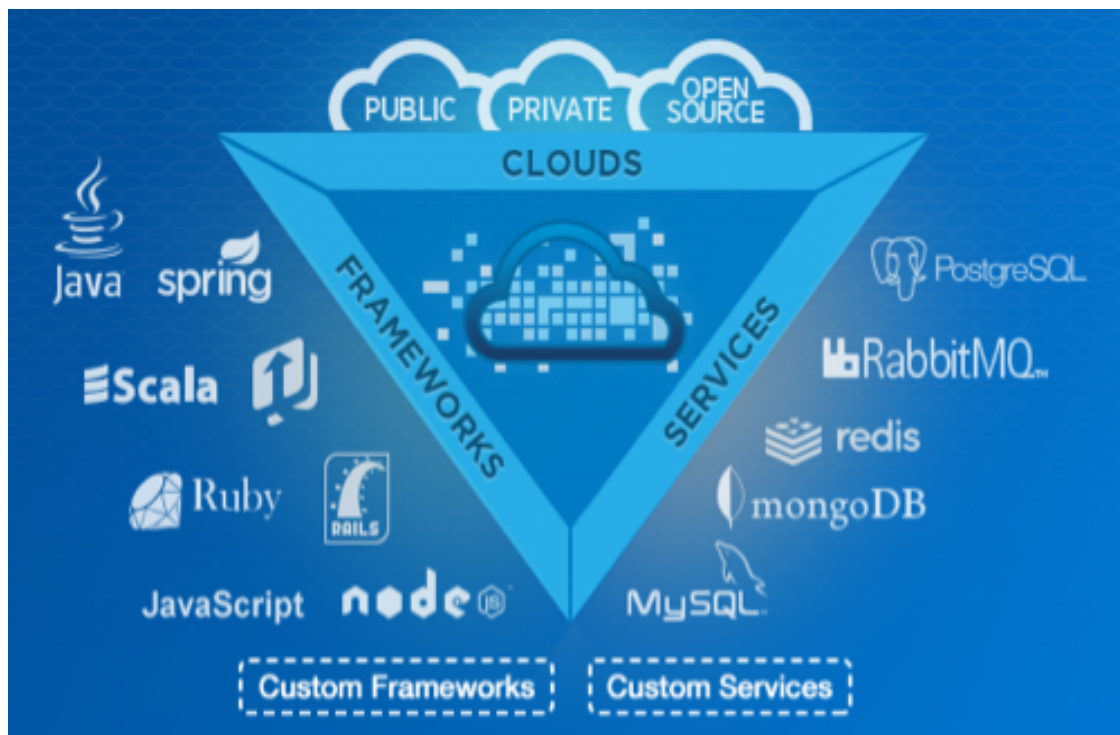 PUBLIC
PRIVATE
OPEN
SOURCE
CLOUDS
FRAMEWORKS
SERVICES
Java
spring
Scala
Ruby
RAILS
JavaScript
node
JS
PostgreSQL
RabbitMQ TM
redis
mongoDB
MySQL
Custom Frameworks
Custom Services